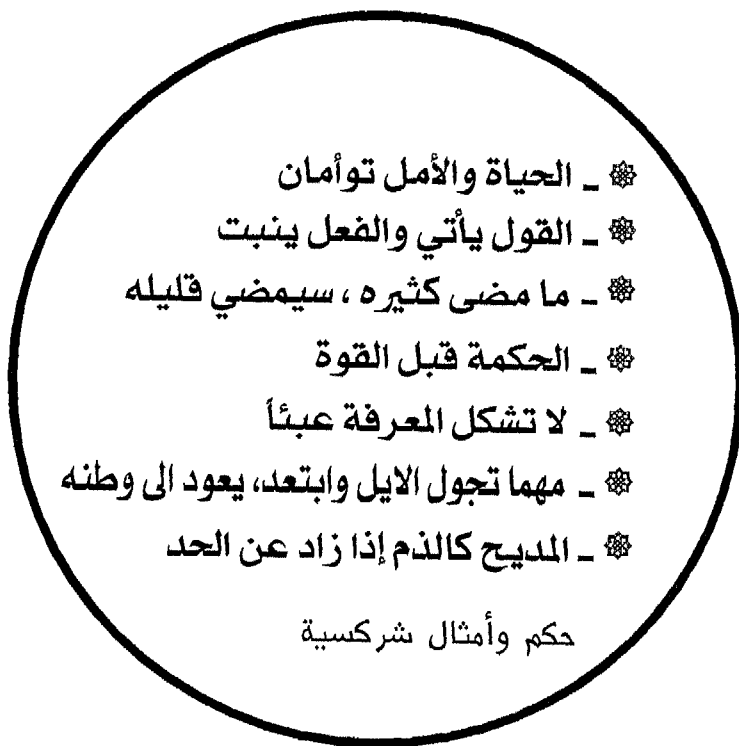 ـ الحياة والأمل توأمان
ـ القول يأتي والفعل ينبت
ـ ما مضى كثيره ، سيمضي قليله
ـ الحكمة قبل القوة
ـ لا تشكل المعرفة عبئاً
ـ مهما تجول الايل وابتعد، يعود الى وطنه
ـ المديح كالذم إذا زاد عن الحد
حكم وأمثال شركسية